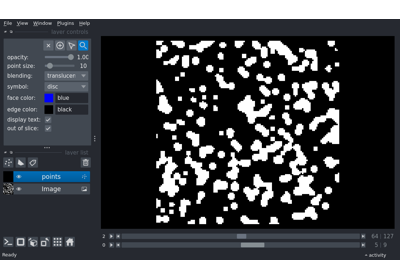 File View Window Plugins Help
layer controls
opacity: 1.00
point size: 10
blending: translucen
symbol: disc
face color: blue
edge color: black
display text:
out of slice:
layer list
points
Image
2 64 127
0 5 9
Ready activity